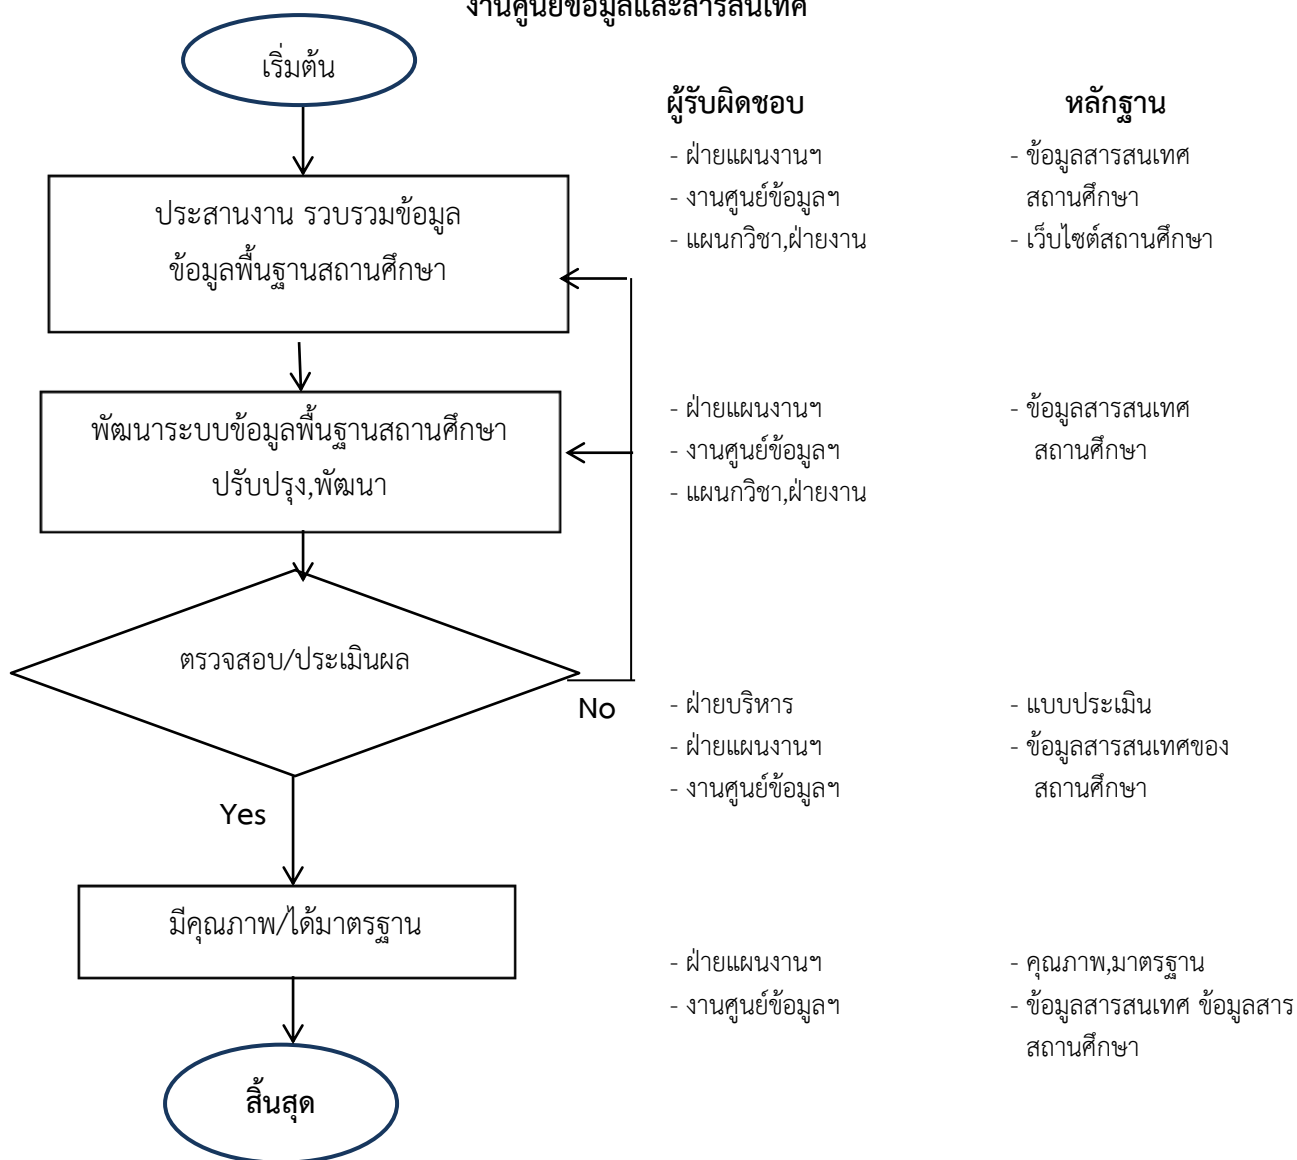 งานศูนย์ข้อมูลและสารสนเทศ
เริ่มต้น
ผู้รับผิดชอบ
หลักฐาน
ประสานงาน รวบรวมข้อมูล
ข้อมูลพื้นฐานสถานศึกษา
- ฝ่ายแผนงานฯ
- งานศูนย์ข้อมูลฯ
- แผนกวิชา,ฝ่ายงาน
- ข้อมูลสารสนเทศ
สถานศึกษา
- เว็บไซต์สถานศึกษา
พัฒนาระบบข้อมูลพื้นฐานสถานศึกษา
ปรับปรุง,พัฒนา
- ฝ่ายแผนงานฯ
- งานศูนย์ข้อมูลฯ
- แผนกวิชา,ฝ่ายงาน
- ข้อมูลสารสนเทศ
สถานศึกษา
ตรวจสอบ/ประเมินผล
No
- ฝ่ายบริหาร
- ฝ่ายแผนงานฯ
- งานศูนย์ข้อมูลฯ
- แบบประเมิน
- ข้อมูลสารสนเทศของ
สถานศึกษา
Yes
มีคุณภาพ/ได้มาตรฐาน
- ฝ่ายแผนงานฯ
- งานศูนย์ข้อมูลฯ
- คุณภาพ,มาตรฐาน
- ข้อมูลสารสนเทศ ข้อมูลสาร
สถานศึกษา
สิ้นสุด